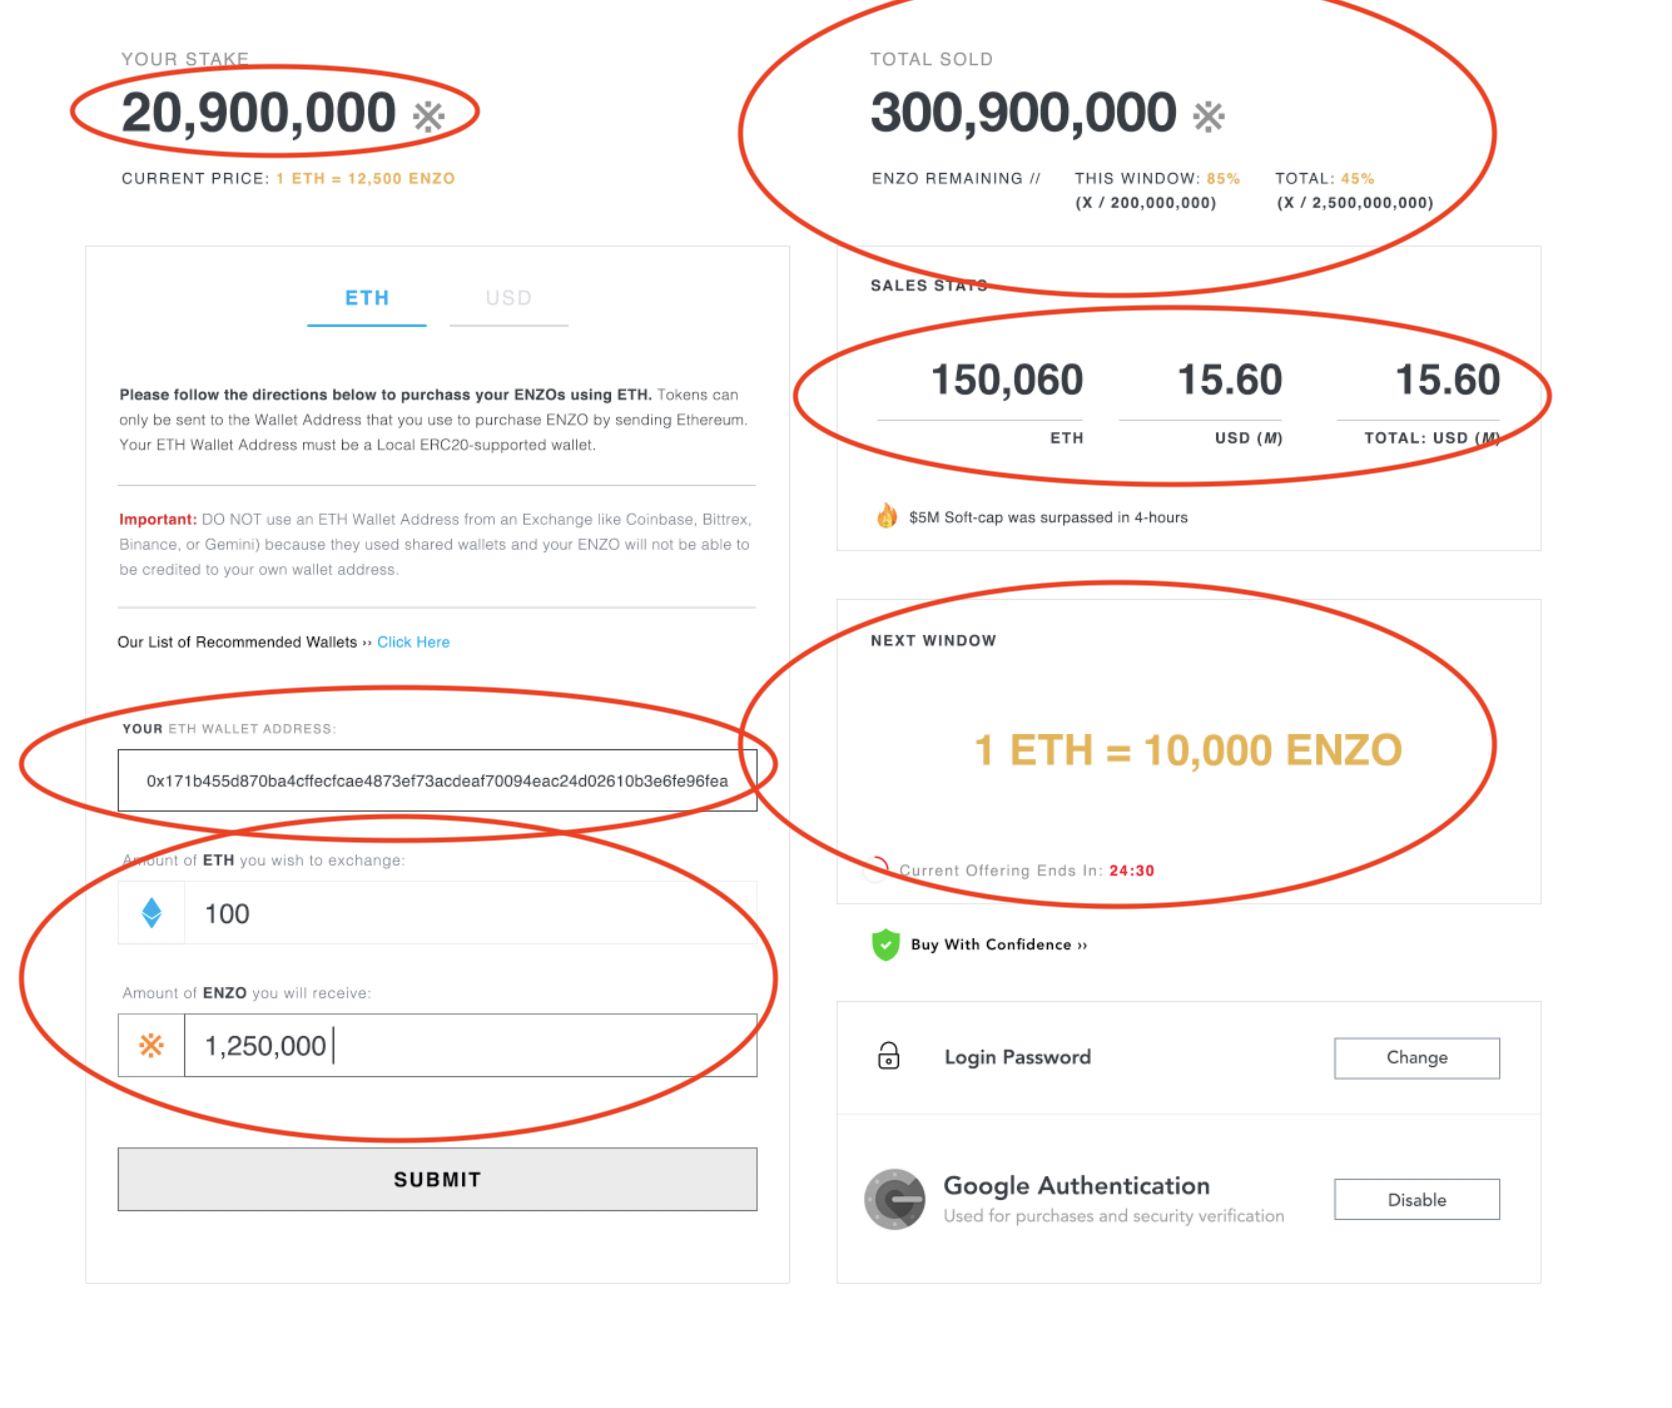 YOUR STAKE
20,900,000 ※
CURRENT PRICE: 1 ETH = 12,500 ENZO
TOTAL SOLD
300,900,000 ※
ENZO REMAINING // THIS WINDOW: 85% TOTAL: 45%
(X / 200,000,000) (X / 2,500,000,000)
ETH USD
Please follow the directions below to purchass your ENZOs using ETH. Tokens can
only be sent to the Wallet Address that you use to purchase ENZO by sending Ethereum.
Your ETH Wallet Address must be a Local ERC20-supported wallet.
Important: DO NOT use an ETH Wallet Address from an Exchange like Coinbase, Bittrex,
Binance, or Gemini) because they used shared wallets and your ENZO will not be able to
be credited to your own wallet address.
Our List of Recommended Wallets ›› Click Here
YOUR ETH WALLET ADDRESS:
0x171b455d870ba4cffecfcae4873ef73acdeaf70094eac24d02610b3e6fe96fea
Amount of ETH you wish to exchange:
100
Amount of ENZO you will receive:
※ 1,250,000
SUBMIT
SALES STATS
150,060 15.60 15.60
ETH USD (M) TOTAL: USD (M)
🔥 $5M Soft-cap was surpassed in 4-hours
NEXT WINDOW
1 ETH = 10,000 ENZO
Current Offering Ends In: 24:30
Buy With Confidence ››
Login Password Change
Google Authentication
Used for purchases and security verification
Disable